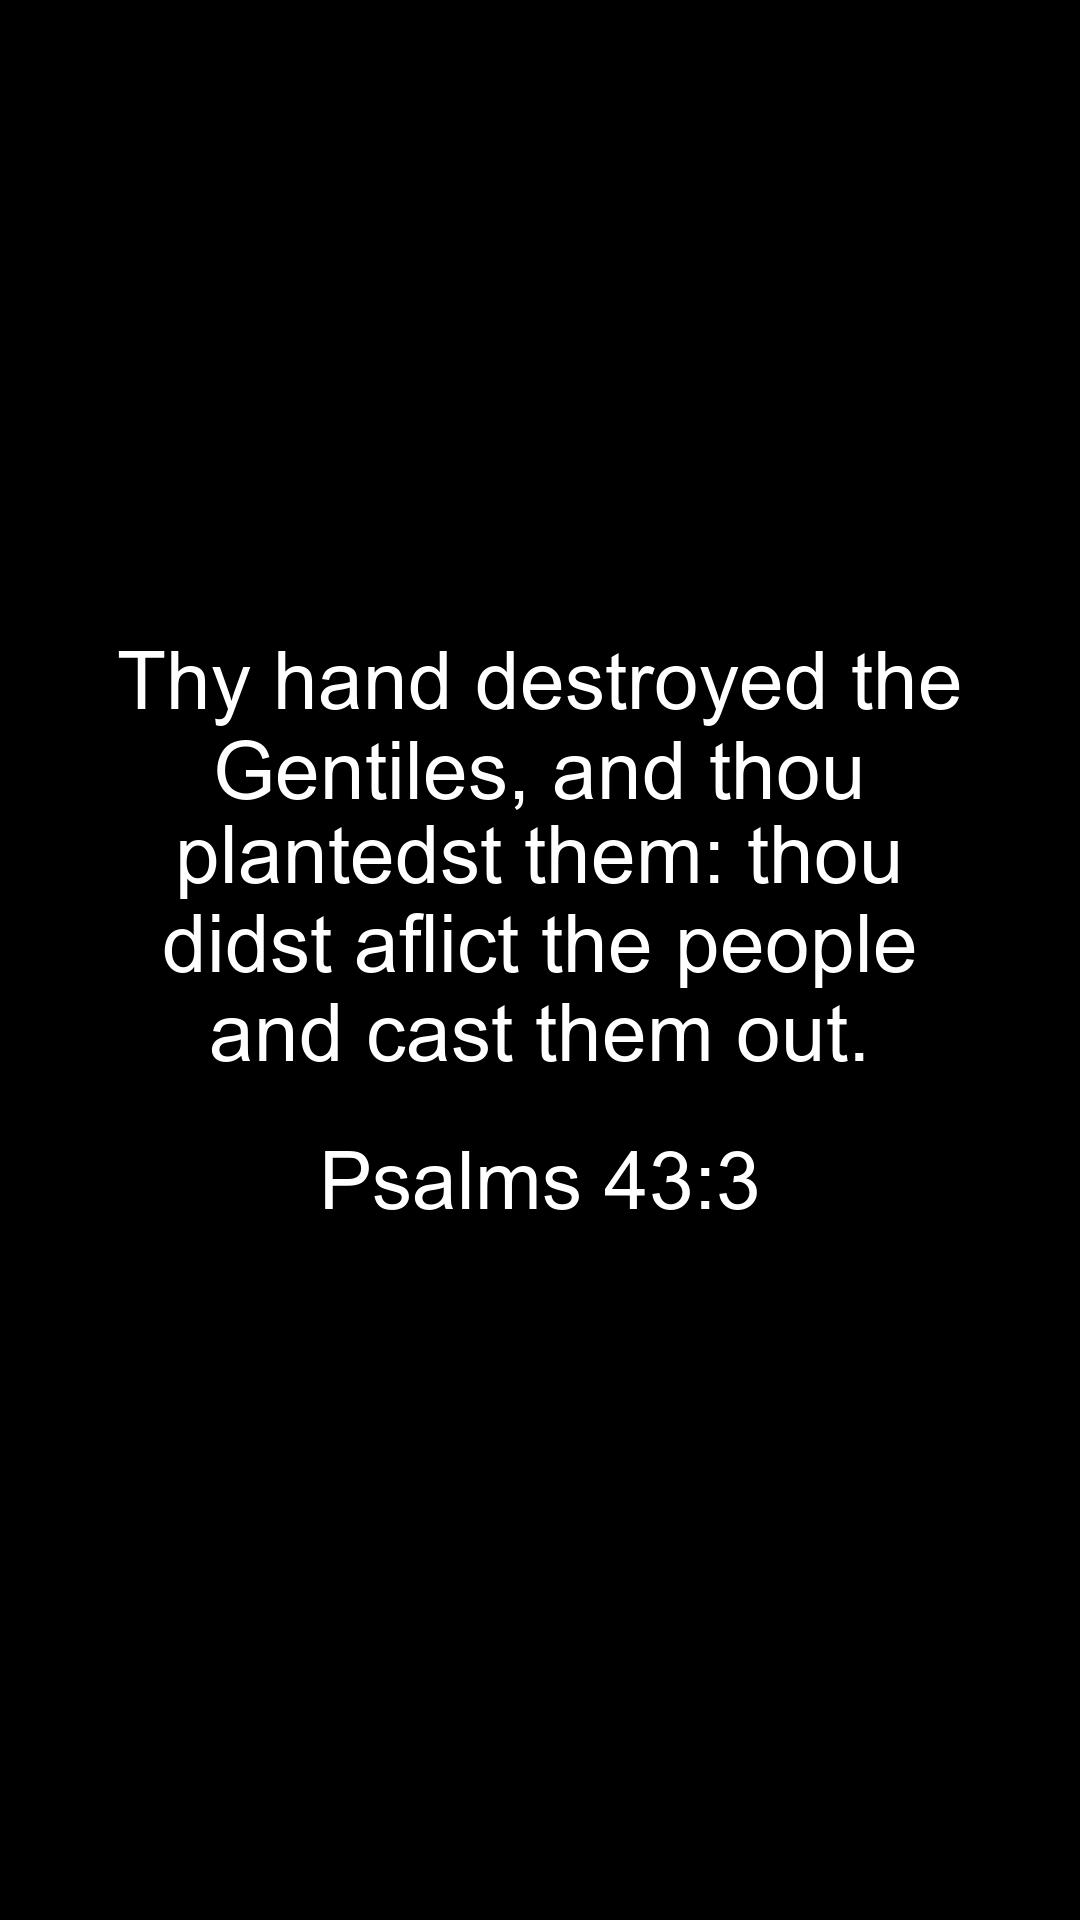 Thy hand destroyed the
Gentiles, and thou
plantedst them: thou
didst aflict the people
and cast them out.
Psalms 43:3